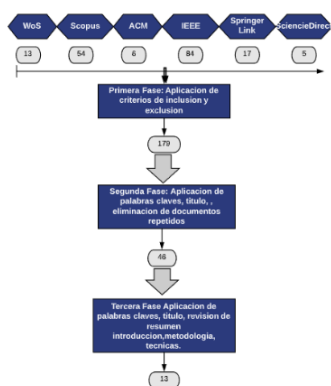 WoS Scopus ACM IEEE Springer Link SciencieDirect
13 54 6 84 17 5
Primera Fase: Aplicacion de
criterios de inclusion y
exclusion
179
Segunda Fase: Aplicacion de
palabras claves, titulo, ,
eliminacion de documentos
repetidos
46
Tercera Fase Aplicacion de
palabras claves, titulo, revision de
resumen
introduccion,metodologia,
tecnicas.
13